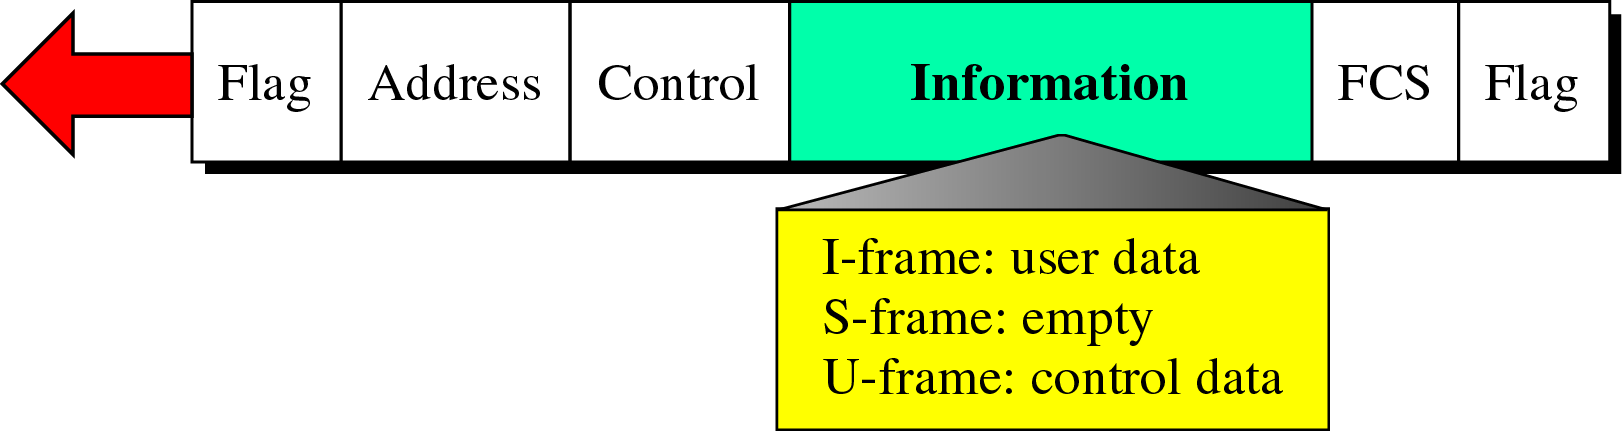 Flag Address Control Information FCS Flag
I-frame: user data
S-frame: empty
U-frame: control data